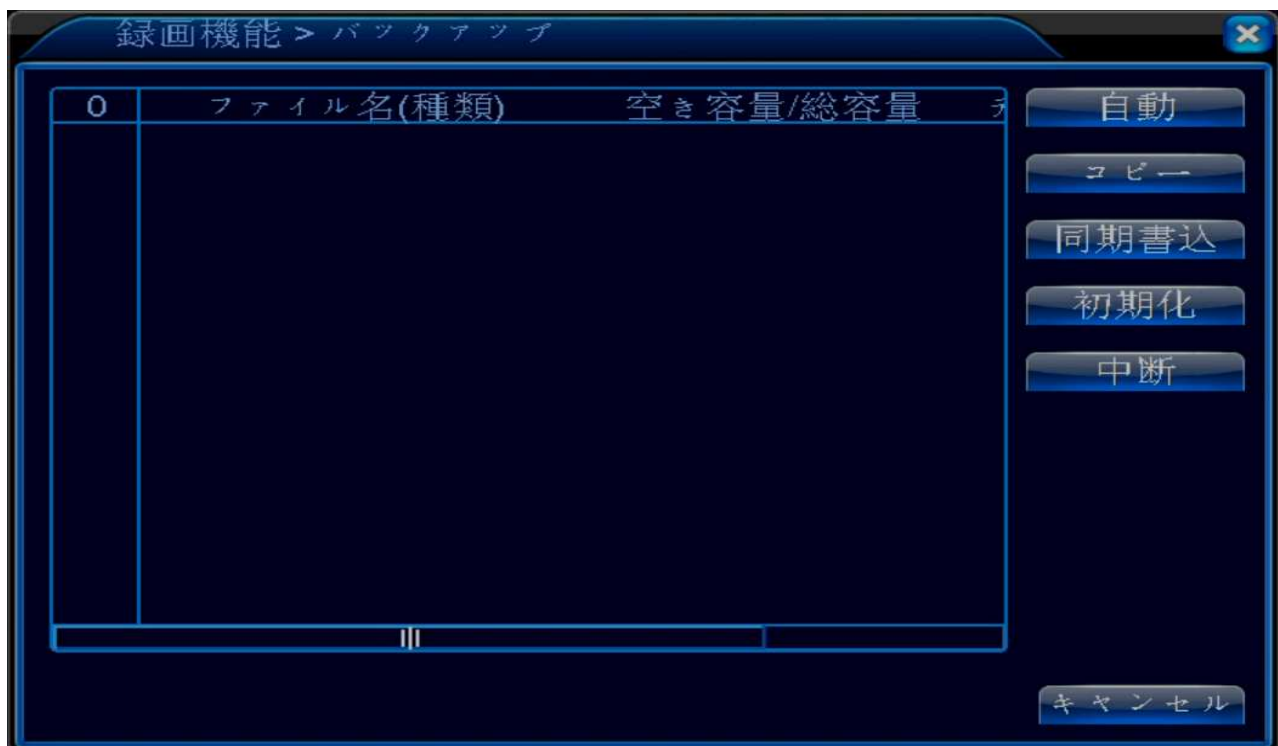 録画機能 > バックアップ
0 ファイル名(種類) 空き容量/総容量
自動
コピー
同期書込
初期化
中断
キャンセル